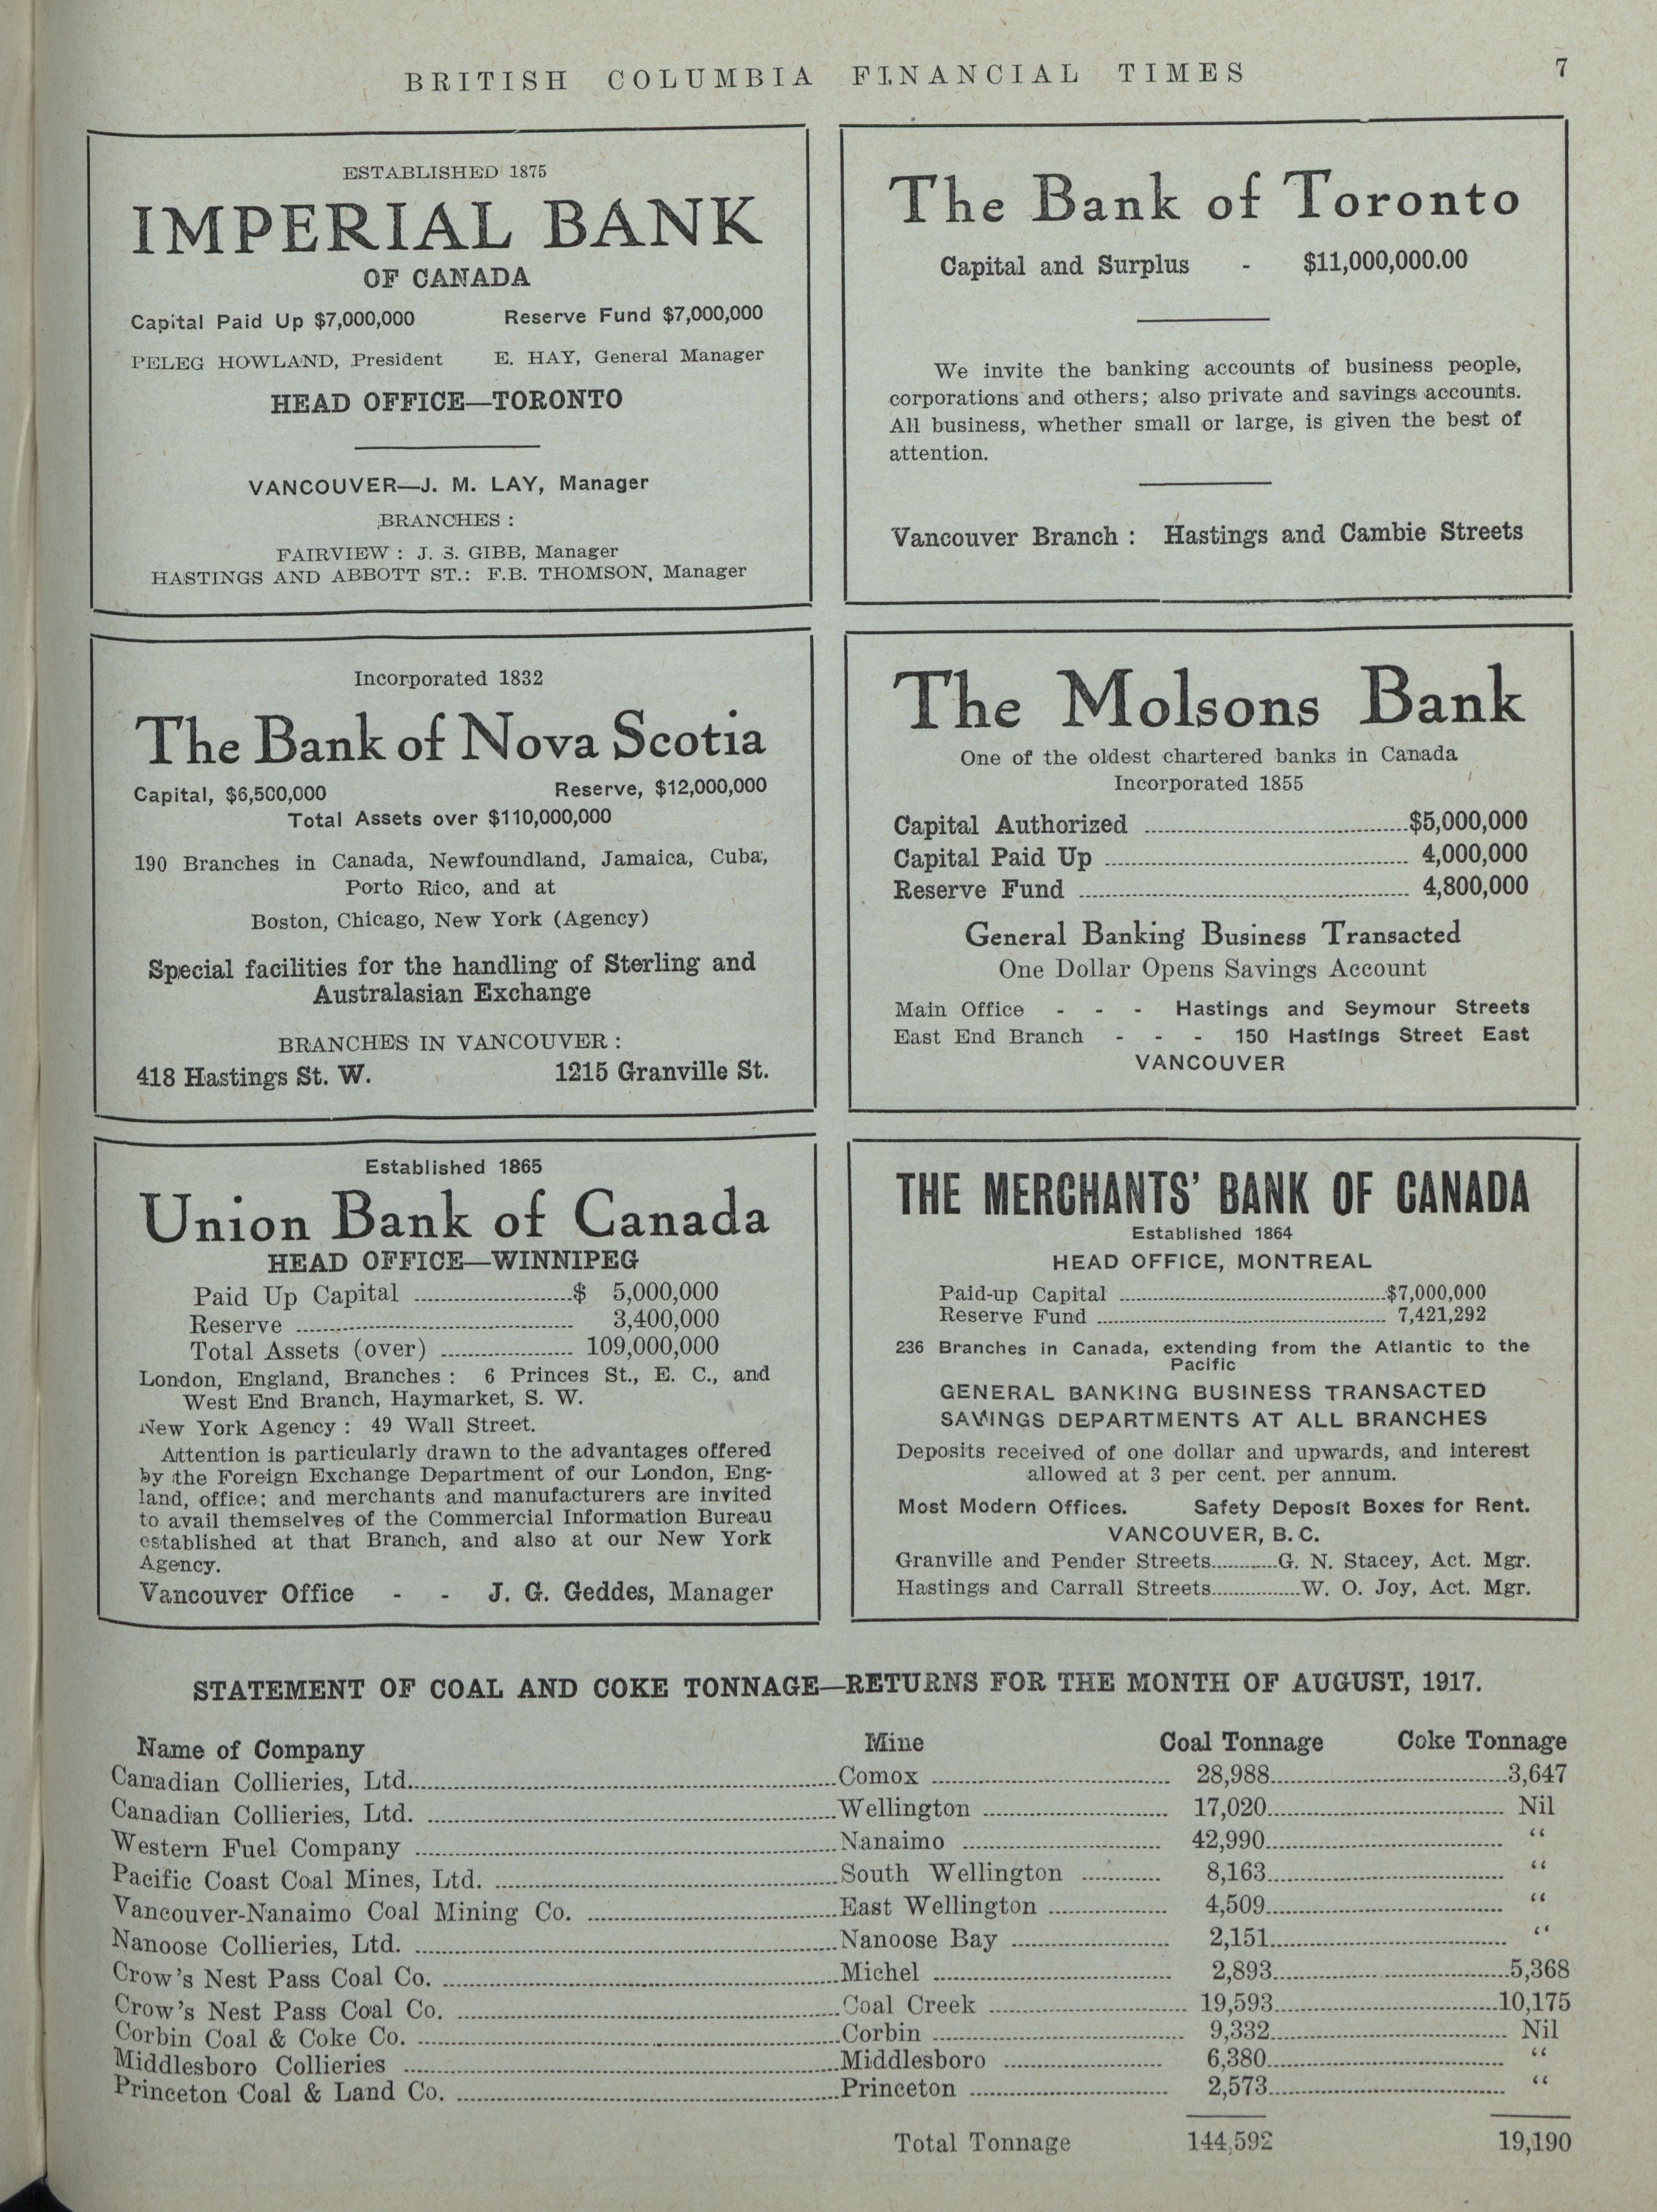 BRITISH COLUMBIA FINANCIAL TIMES 7
ESTABLISHED 1875
IMPERIAL BANK
OF CANADA
Capital Paid Up $7,000,000 Reserve Fund $7,000,000
PELEG HOWLAND, President E. HAY, General Manager
HEAD OFFICE—TORONTO
VANCOUVER—J. M. LAY, Manager
BRANCHES :
FAIRVIEW : J. S. GIBB, Manager
HASTINGS AND ABBOTT ST.: F.B. THOMSON, Manager
The Bank of Toronto
Capital and Surplus - $11,000,000.00
We invite the banking accounts of business people,
corporations and others; also private and savings accounts.
All business, whether small or large, is given the best of
attention.
Vancouver Branch : Hastings and Cambie Streets
Incorporated 1832
The Bank of Nova Scotia
Capital, $6,500,000 Reserve, $12,000,000
Total Assets over $110,000,000
190 Branches in Canada, Newfoundland, Jamaica, Cuba,
Porto Rico, and at
Boston, Chicago, New York (Agency)
Special facilities for the handling of Sterling and
Australasian Exchange
BRANCHES IN VANCOUVER :
418 Hastings St. W. 1215 Granville St.
The Molsons Bank
One of the oldest chartered banks in Canada
Incorporated 1855
Capital Authorized ........ $5,000,000
Capital Paid Up ........ 4,000,000
Reserve Fund ........ 4,800,000
General Banking Business Transacted
One Dollar Opens Savings Account
Main Office - - - Hastings and Seymour Streets
East End Branch - - - 150 Hastings Street East
VANCOUVER
Established 1865
Union Bank of Canada
HEAD OFFICE—WINNIPEG
Paid Up Capital ........ $ 5,000,000
Reserve ........ 3,400,000
Total Assets (over) ........ 109,000,000
London, England, Branches : 6 Princes St., E. C., and
West End Branch, Haymarket, S. W.
New York Agency : 49 Wall Street.
Attention is particularly drawn to the advantages offered
by the Foreign Exchange Department of our London, Eng-
land, office; and merchants and manufacturers are invited
to avail themselves of the Commercial Information Bureau
established at that Branch, and also at our New York
Agency.
Vancouver Office - - J. G. Geddes, Manager
THE MERCHANTS' BANK OF CANADA
Established 1864
HEAD OFFICE, MONTREAL
Paid-up Capital ........ $7,000,000
Reserve Fund ........ 7,421,292
236 Branches in Canada, extending from the Atlantic to the
Pacific
GENERAL BANKING BUSINESS TRANSACTED
SAVINGS DEPARTMENTS AT ALL BRANCHES
Deposits received of one dollar and upwards, and interest
allowed at 3 per cent. per annum.
Most Modern Offices. Safety Deposit Boxes for Rent.
VANCOUVER, B. C.
Granville and Pender Streets........G. N. Stacey, Act. Mgr.
Hastings and Carrall Streets........W. O. Joy, Act. Mgr.
STATEMENT OF COAL AND COKE TONNAGE—RETURNS FOR THE MONTH OF AUGUST, 1917.
Name of Company Mine Coal Tonnage Coke Tonnage
Canadian Collieries, Ltd........Comox ........ 28,988........3,647
Canadian Collieries, Ltd. ........Wellington ........ 17,020........ Nil
Western Fuel Company ........Nanaimo ........ 42,990........ “
Pacific Coast Coal Mines, Ltd. ........South Wellington ........ 8,163........ “
Vancouver-Nanaimo Coal Mining Co. ........East Wellington ........ 4,509........ “
Nanoose Collieries, Ltd. ........Nanoose Bay ........ 2,151........ “
Crow's Nest Pass Coal Co. ........Michel ........ 2,893........5,368
Crow's Nest Pass Coal Co. ........Coal Creek ........ 19,593........10,175
Corbin Coal & Coke Co. ........Corbin ........ 9,332........ Nil
Middlesboro Collieries ........Middlesboro ........ 6,380........ “
Princeton Coal & Land Co. ........Princeton ........ 2,573........ “
Total Tonnage 144,592 19,190